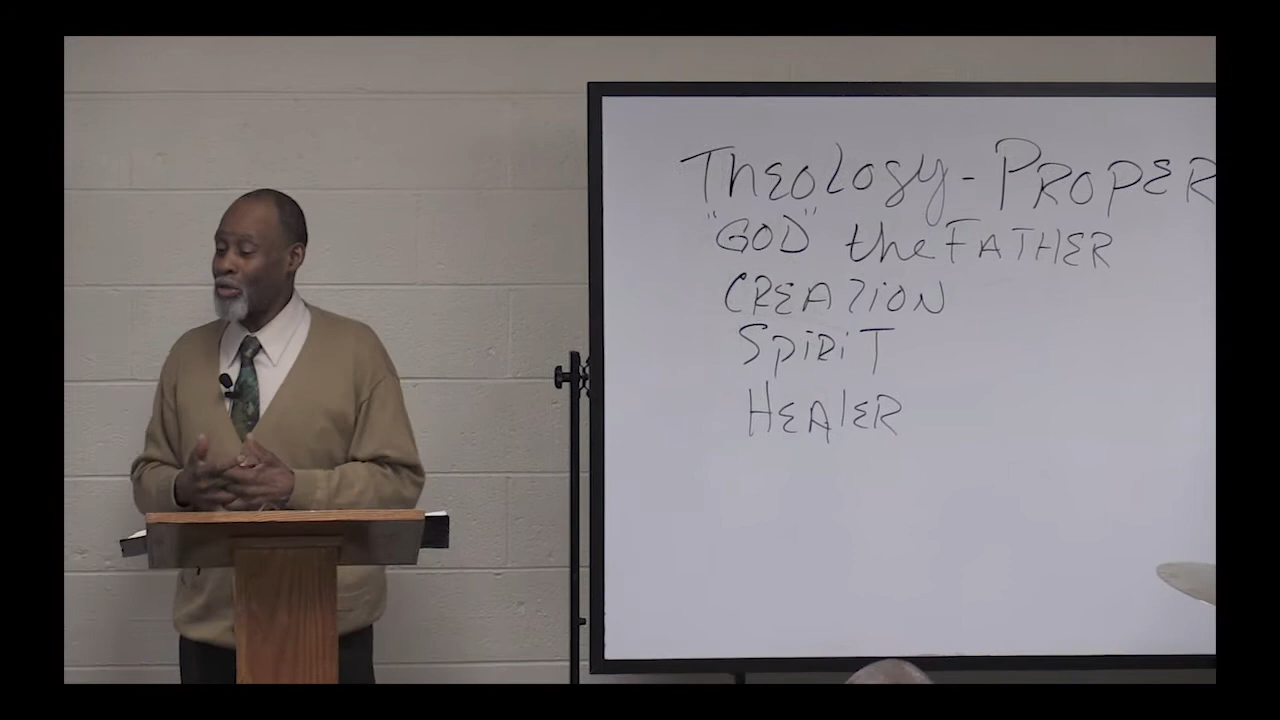 Theology - PROPER
"GOD" the FATHER
CREATION
SPiRiT
HEALER